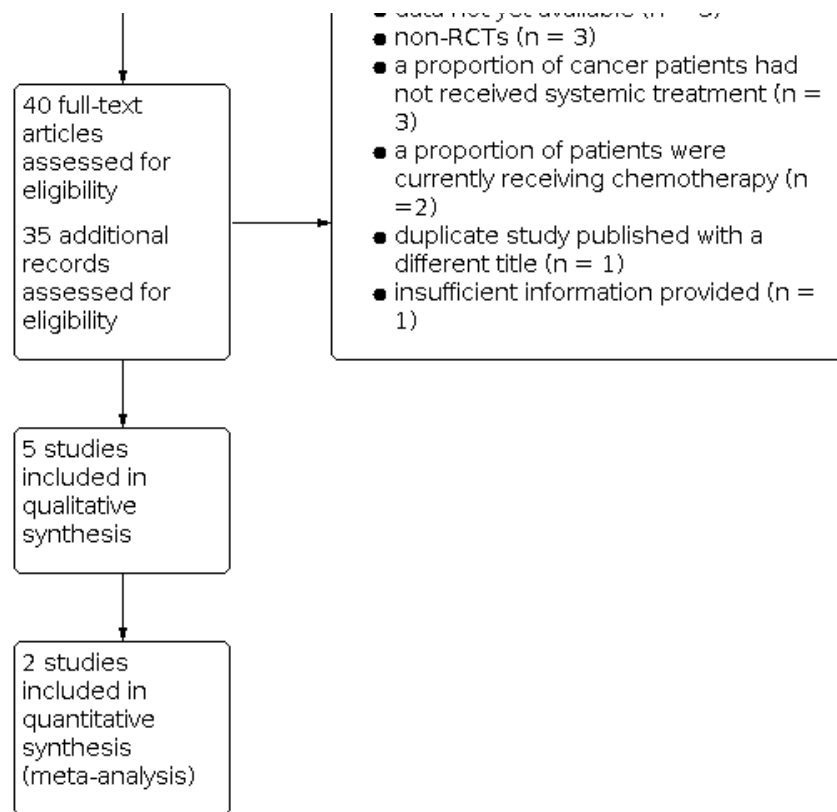 ● non-RCTs (n = 3)
● a proportion of cancer patients had
not received systemic treatment (n =
3)
● a proportion of patients were
currently receiving chemotherapy (n
=2)
● duplicate study published with a
different title (n = 1)
● insufficient information provided (n =
1)
40 full-text
articles
assessed for
eligibility
35 additional
records
assessed for
eligibility
5 studies
included in
qualitative
synthesis
2 studies
included in
quantitative
synthesis
(meta-analysis)